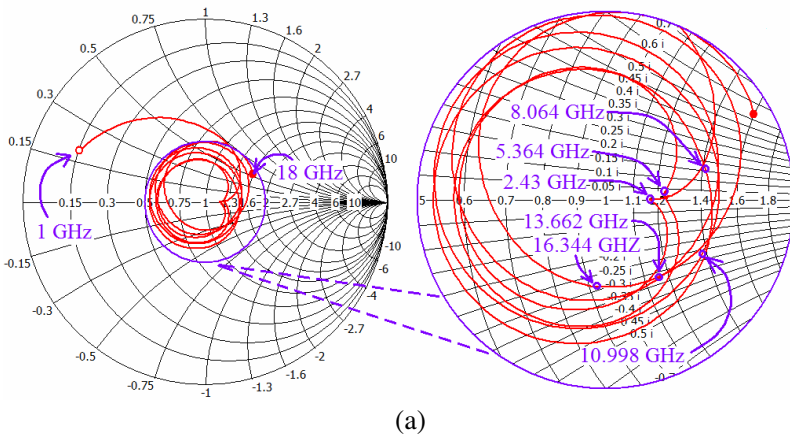 0.75
1
1.3
1.6
2
2.7
4
6
10
0.5
0.3
0.15
0.15
0.3
0.5
0.75
1
1.6
2
6
10
-10
-6
-4
-2.7
-2
-1.6
-1.3
-1
-0.75
-0.5
-0.3
-0.15
1 GHz
18 GHz
0.6 i
0.5 i
0.45 i
0.4 i
0.35 i
0.3 i
0.25 i
0.2 i
0.15 i
0.1 i
0.05 i
8.064 GHz
5.364 GHz
2.43 GHz
13.662 GHz
16.344 GHZ
10.998 GHz
5
0.6
0.7
0.8
0.9
1
1.1
1.2
1.4
1.6
1.8
-0.2 i
-0.25 i
-0.3 i
-0.35 i
-0.4 i
0.45 i
0.5 i
(a)